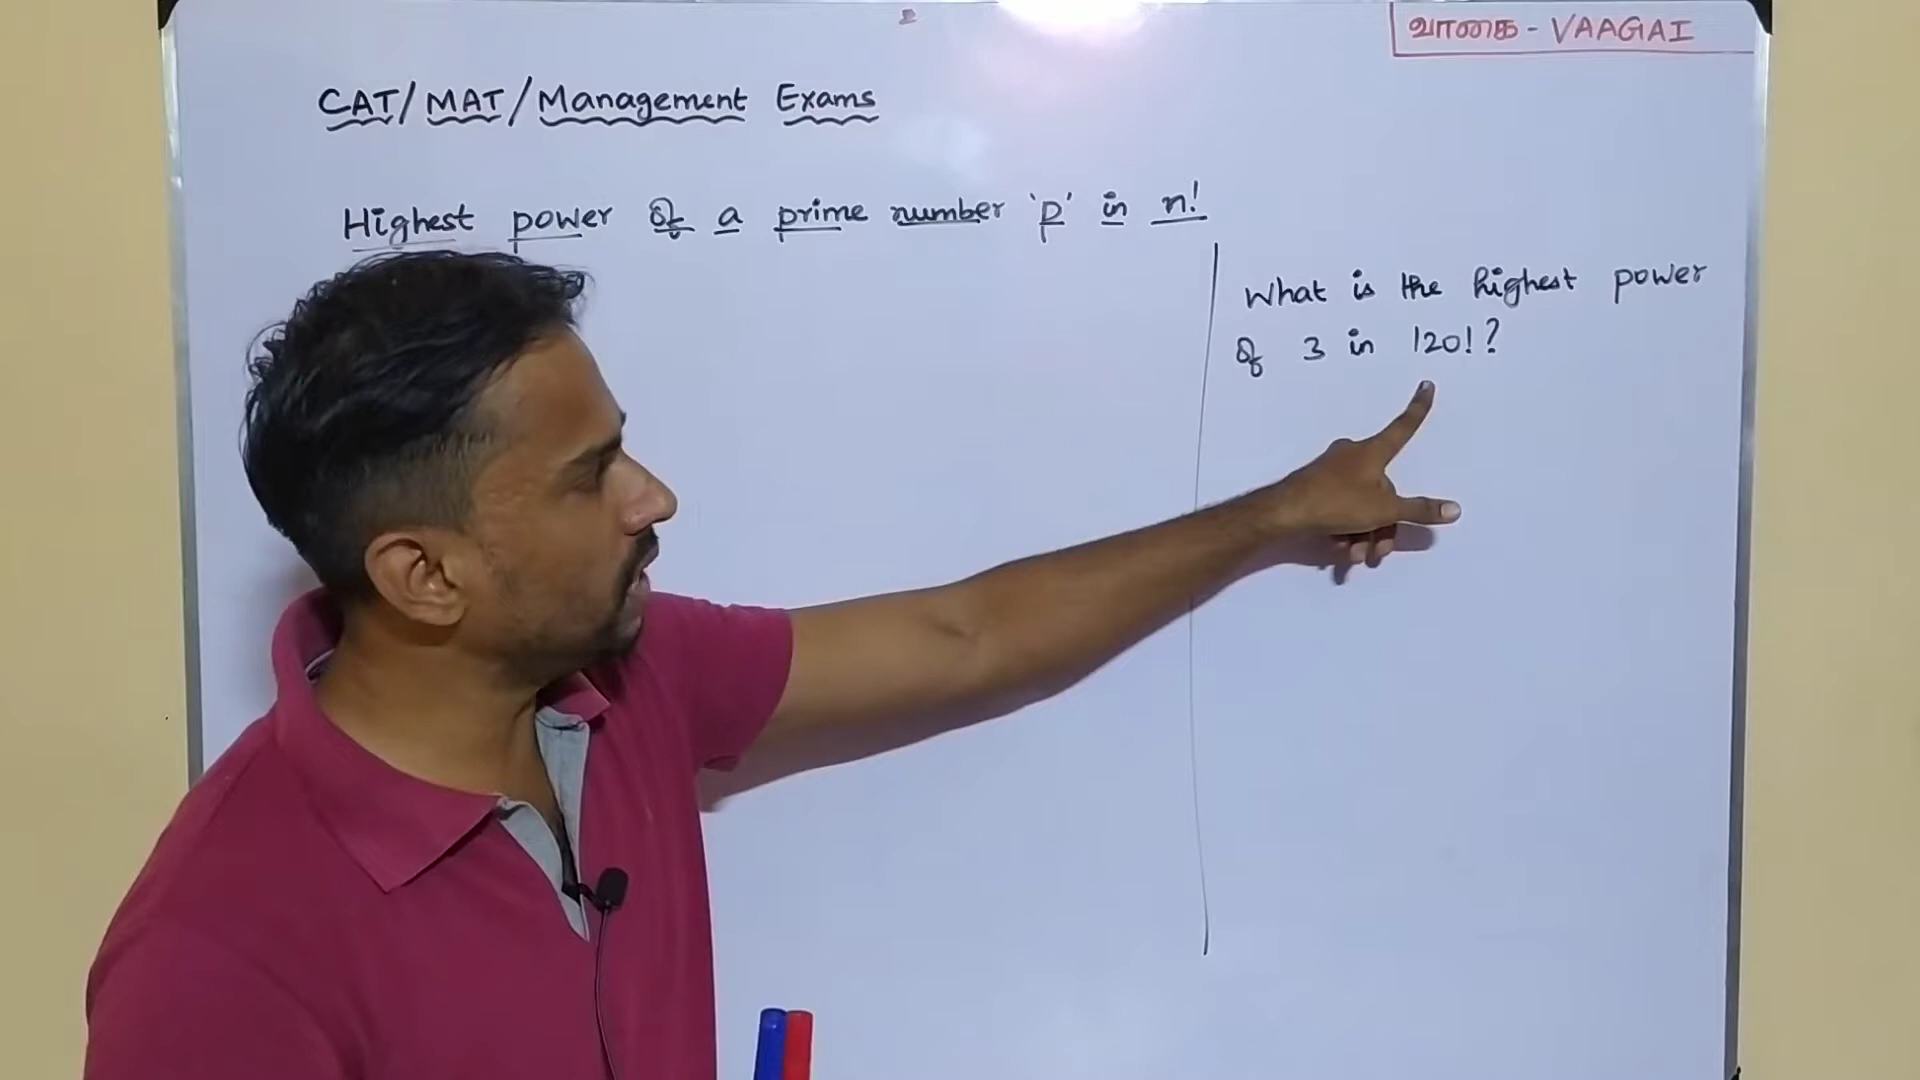 வாகை - VAAGAI
CAT/MAT/Management Exams
Highest power of a prime number 'p' in n!
What is the highest power
of 3 in 120!?